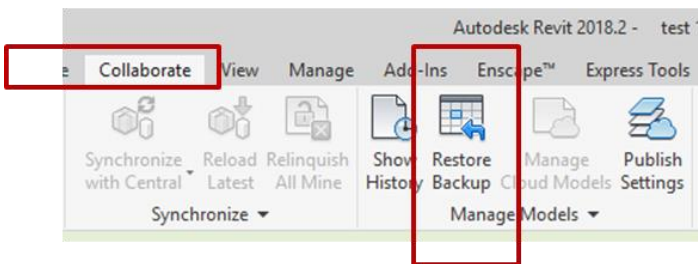 Autodesk Revit 2018.2 - test
Collaborate View Manage Add-Ins Enscape™ Express Tools
Synchronize with Central
Reload Latest
Relinquish All Mine
Show History
Restore Backup
Manage Cloud Models
Publish Settings
Synchronize
Manage Models